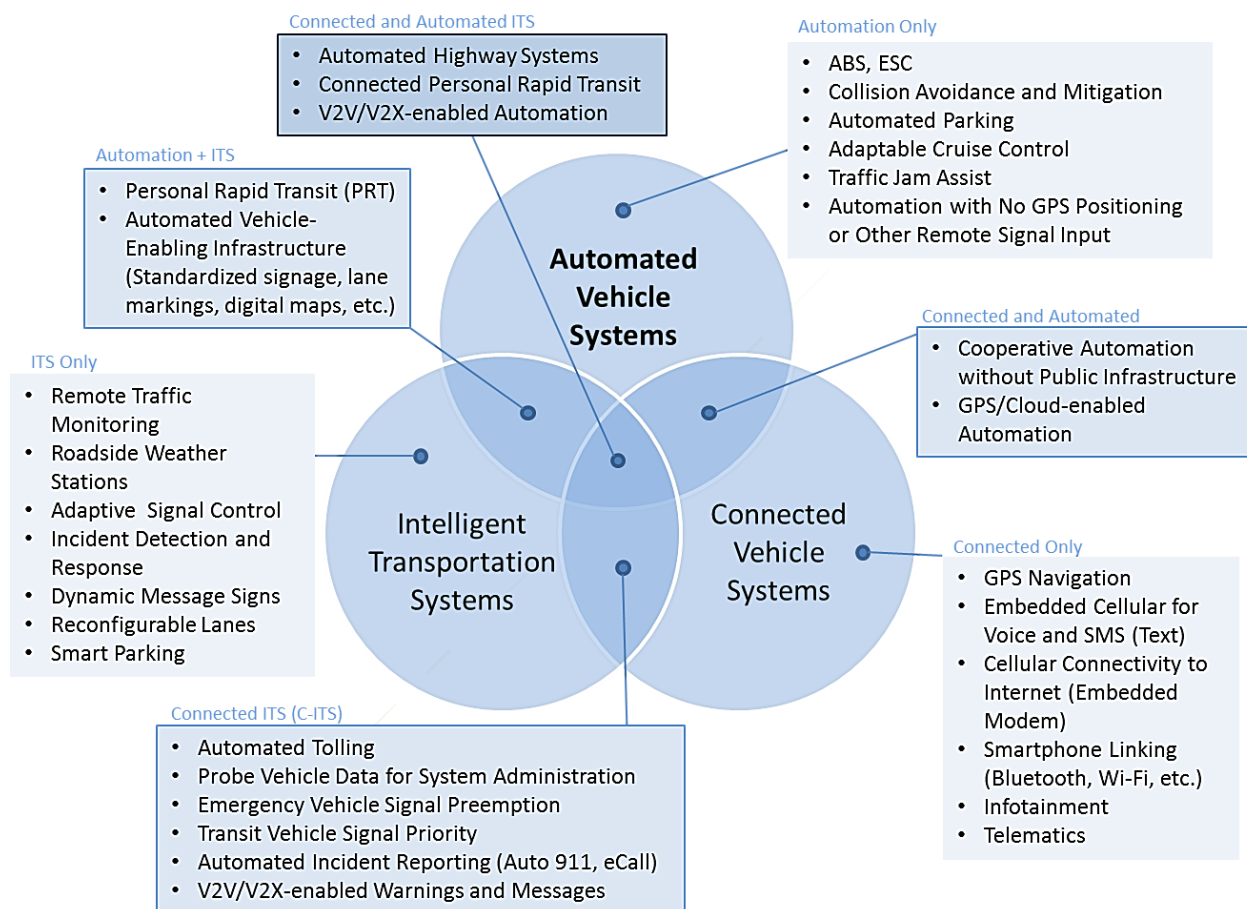 Connected and Automated ITS
• Automated Highway Systems
• Connected Personal Rapid Transit
• V2V/V2X-enabled Automation
Automation Only
• ABS, ESC
• Collision Avoidance and Mitigation
• Automated Parking
• Adaptable Cruise Control
• Traffic Jam Assist
• Automation with No GPS Positioning
or Other Remote Signal Input
Automation + ITS
• Personal Rapid Transit (PRT)
• Automated Vehicle-
Enabling Infrastructure
(Standardized signage, lane
markings, digital maps, etc.)
Automated
Vehicle
Systems
Connected and Automated
• Cooperative Automation
without Public Infrastructure
• GPS/Cloud-enabled
Automation
ITS Only
• Remote Traffic
Monitoring
• Roadside Weather
Stations
• Adaptive Signal Control
• Incident Detection and
Response
• Dynamic Message Signs
• Reconfigurable Lanes
• Smart Parking
Intelligent
Transportation
Systems
Connected
Vehicle
Systems
Connected Only
• GPS Navigation
• Embedded Cellular for
Voice and SMS (Text)
• Cellular Connectivity to
Internet (Embedded
Modem)
• Smartphone Linking
(Bluetooth, Wi-Fi, etc.)
• Infotainment
• Telematics
Connected ITS (C-ITS)
• Automated Tolling
• Probe Vehicle Data for System Administration
• Emergency Vehicle Signal Preemption
• Transit Vehicle Signal Priority
• Automated Incident Reporting (Auto 911, eCall)
• V2V/V2X-enabled Warnings and Messages